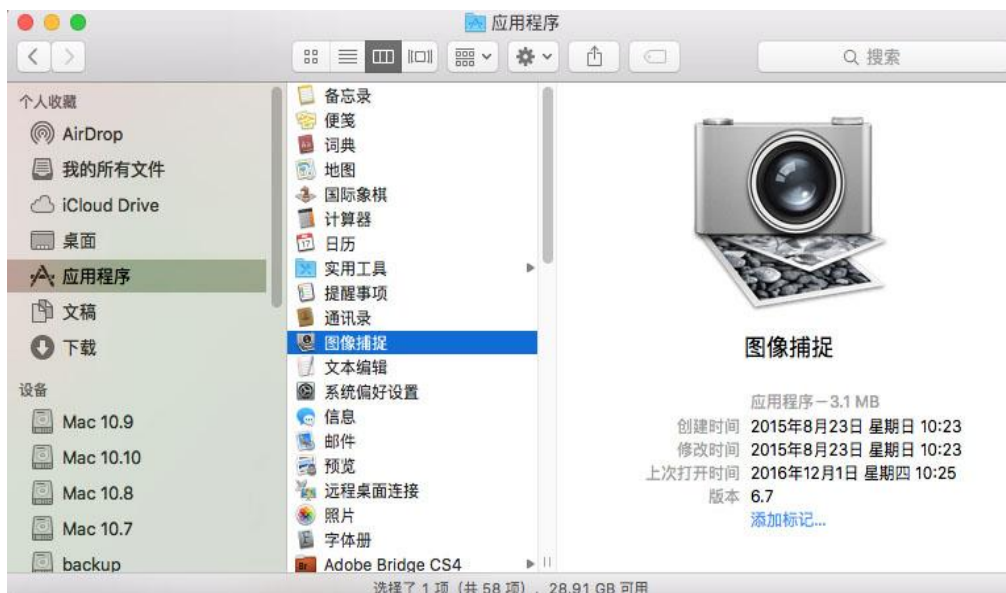 应用程序
搜索
个人收藏
AirDrop
我的所有文件
iCloud Drive
桌面
应用程序
文稿
下载
设备
Mac 10.9
Mac 10.10
Mac 10.8
Mac 10.7
backup
备忘录
便笺
词典
地图
国际象棋
计算器
日历
实用工具
提醒事项
通讯录
图像捕捉
文本编辑
系统偏好设置
信息
邮件
预览
远程桌面连接
照片
字体册
Adobe Bridge CS4
图像捕捉
应用程序－3.1 MB
创建时间 2015年8月23日 星期日 10:23
修改时间 2015年8月23日 星期日 10:23
上次打开时间 2016年12月1日 星期四 10:25
版本 6.7
添加标记...
选择了 1 项（共 58 项），28.91 GB 可用